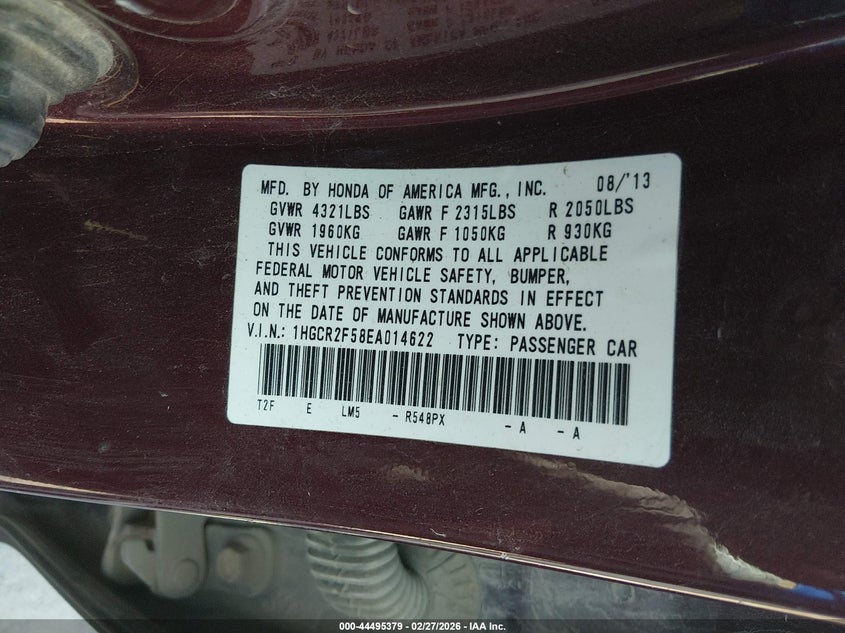 MFD. BY HONDA OF AMERICA MFG., INC. 08/'13
GVWR 4321LBS GAWR F 2315LBS R 2050LBS
GVWR 1960KG GAWR F 1050KG R 930KG
THIS VEHICLE CONFORMS TO ALL APPLICABLE
FEDERAL MOTOR VEHICLE SAFETY, BUMPER,
AND THEFT PREVENTION STANDARDS IN EFFECT
ON THE DATE OF MANUFACTURE SHOWN ABOVE.
V.I.N.: 1HGCR2F58EA014622 TYPE: PASSENGER CAR
T2F E LM5 - R548PX - A - A
000-44495379 - 02/27/2026 - IAA Inc.